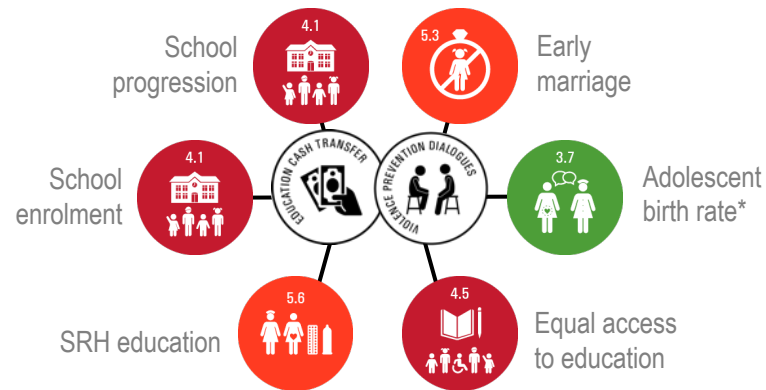 4.1
School
progression
5.3
Early
marriage
EDUCATION CASH TRANSFER
VIOLENCE PREVENTION DIALOGUES
4.1
School
enrolment
3.7
Adolescent
birth rate*
5.6
SRH education
4.5
Equal access
to education